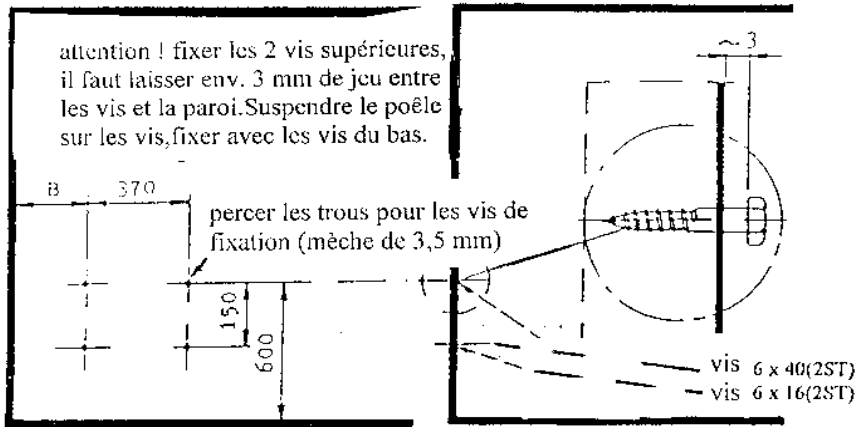 attention ! fixer les 2 vis supérieures,
il faut laisser env. 3 mm de jeu entre
les vis et la paroi.Suspendre le poêle
sur les vis,fixer avec les vis du bas.
~ 3
B
370
percer les trous pour les vis de
fixation (mèche de 3,5 mm)
150
600
vis 6 x 40(2ST)
vis 6 x 16(2ST)